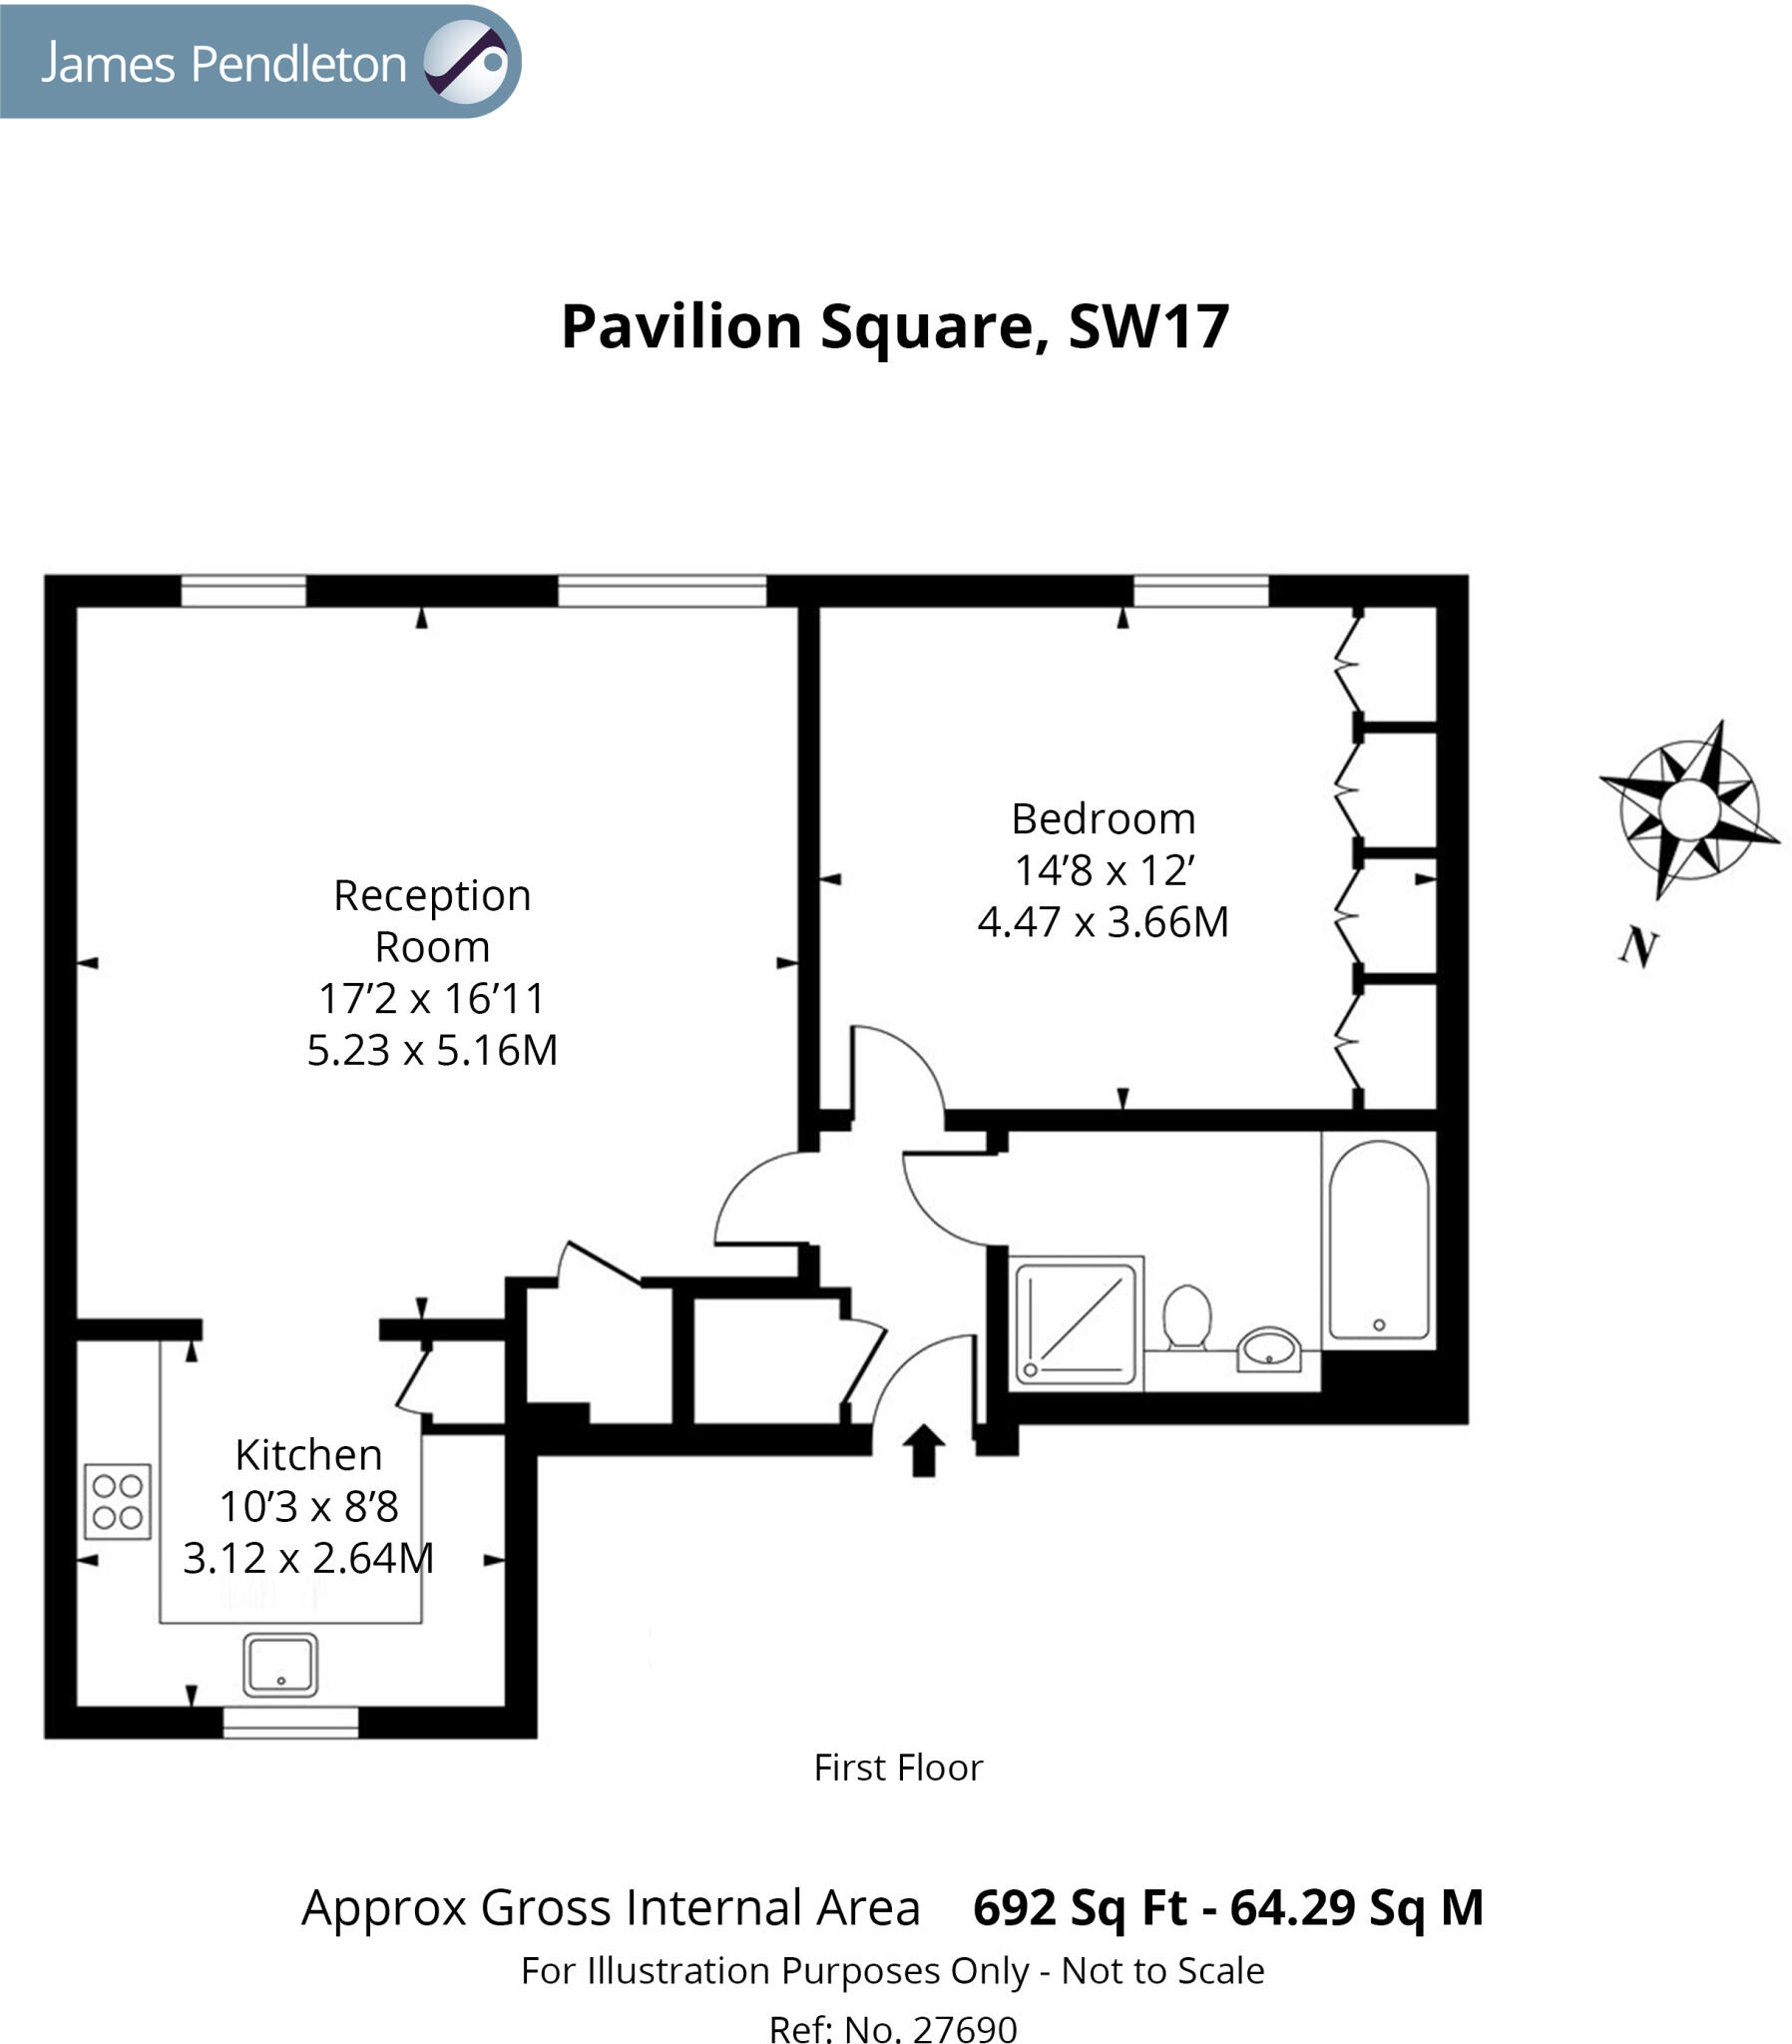 James Pendleton
Pavilion Square, SW17
Reception
Room
17’2 x 16’11
5.23 x 5.16M
Bedroom
14’8 x 12’
4.47 x 3.66M
N
Kitchen
10’3 x 8’8
3.12 x 2.64M
First Floor
Approx Gross Internal Area 692 Sq Ft - 64.29 Sq M
For Illustration Purposes Only - Not to Scale
Ref: No. 27690